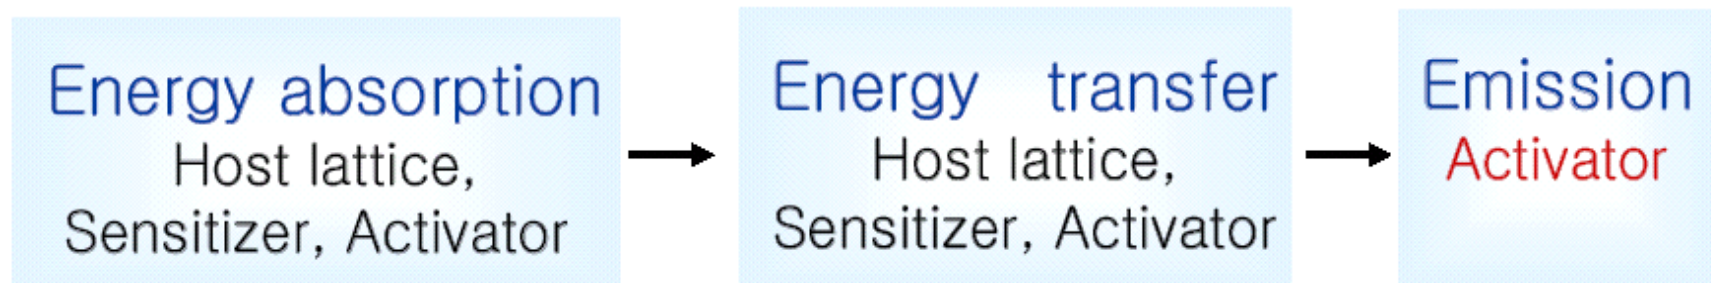 Energy absorption
Host lattice,
Sensitizer, Activator
Energy transfer
Host lattice,
Sensitizer, Activator
Emission
Activator